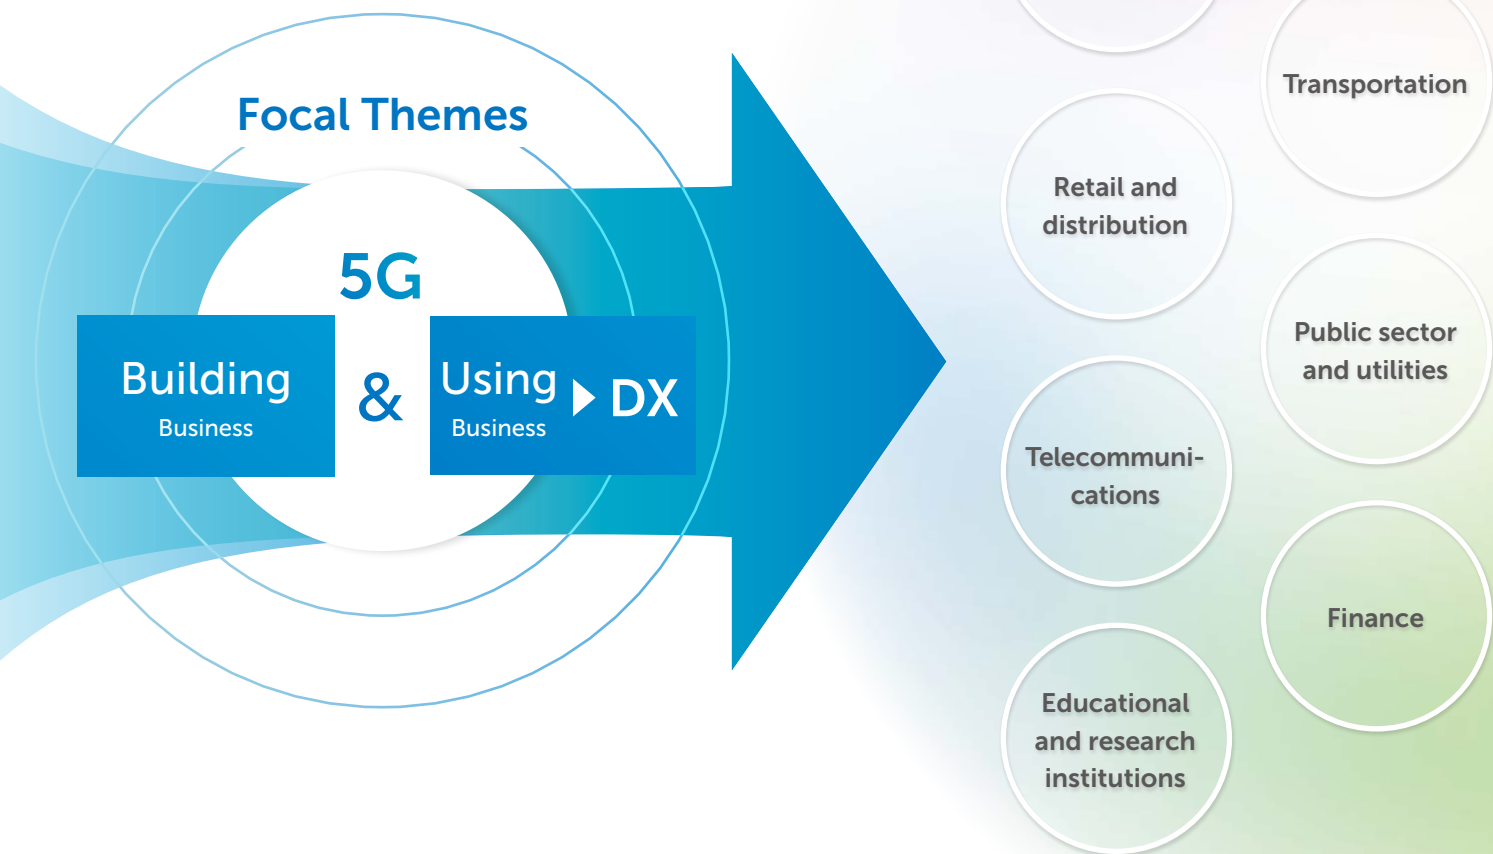 Focal Themes
5G
Building
Business
&
Using
Business
DX
Transportation
Retail and
distribution
Public sector
and utilities
Telecommuni-
cations
Finance
Educational
and research
institutions